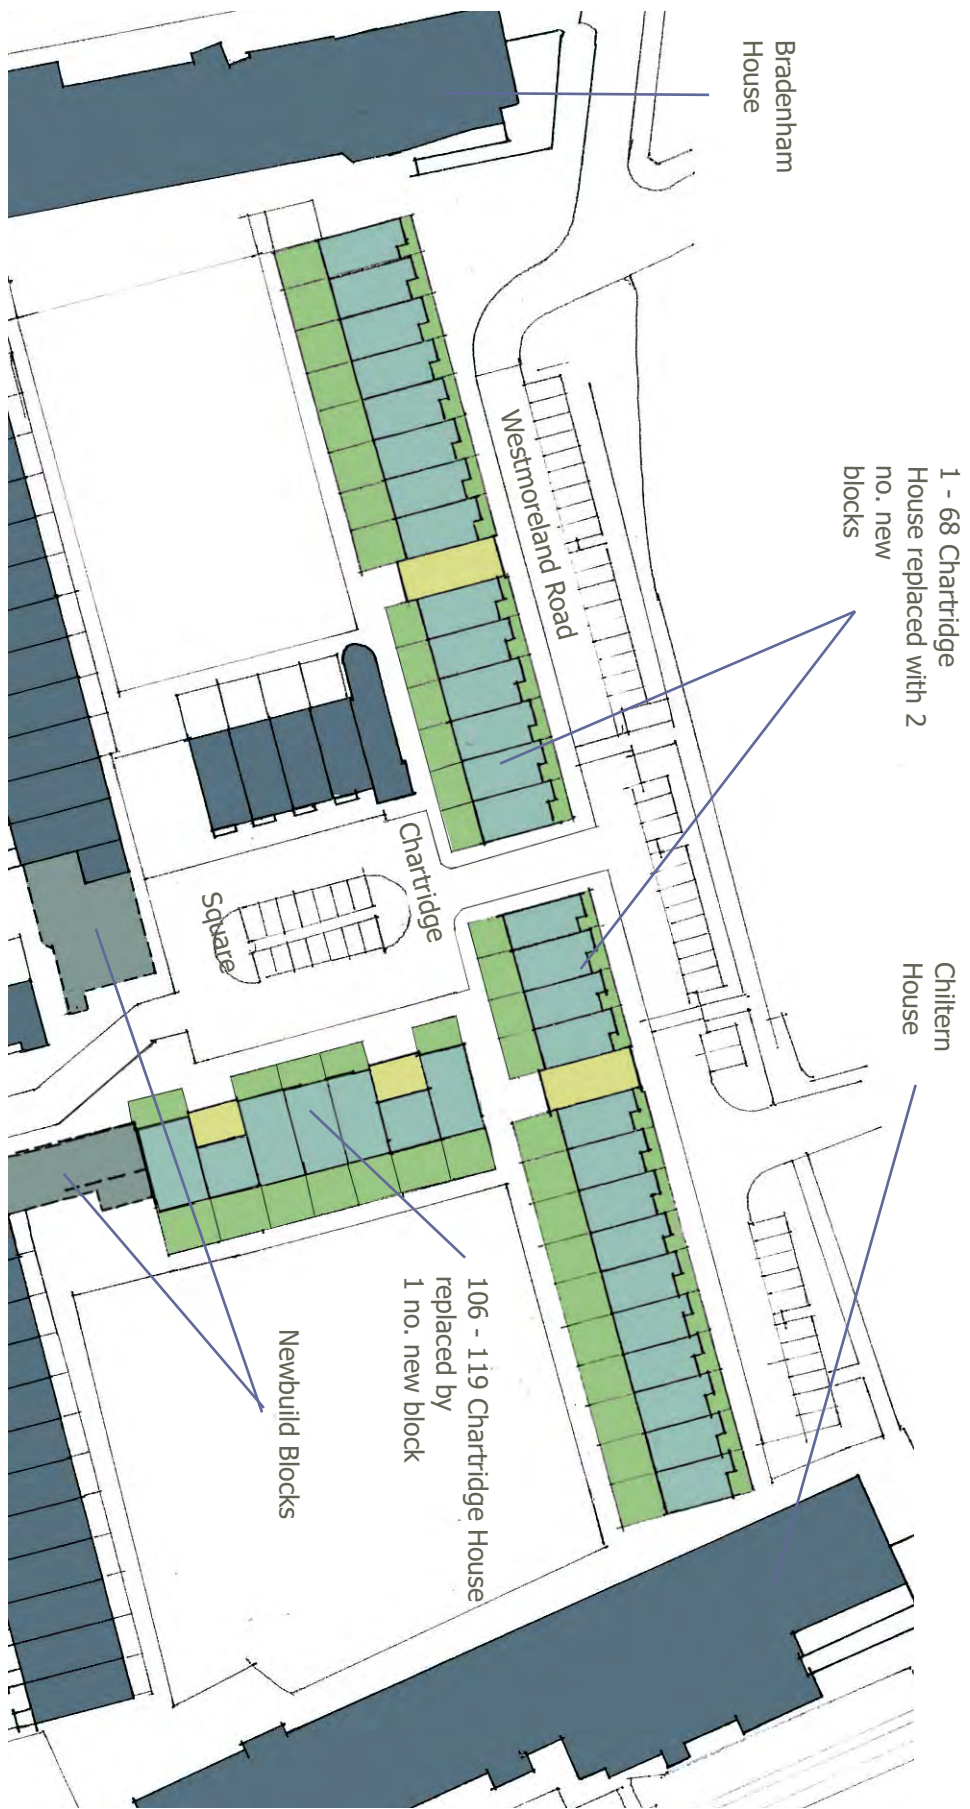 Bradenham
House
1 - 68 Chartridge
House replaced with 2
no. new
blocks
Chiltern
House
Westmoreland Road
Chartridge
Square
106 - 119 Chartridge House
replaced by
1 no. new block
Newbuild Blocks